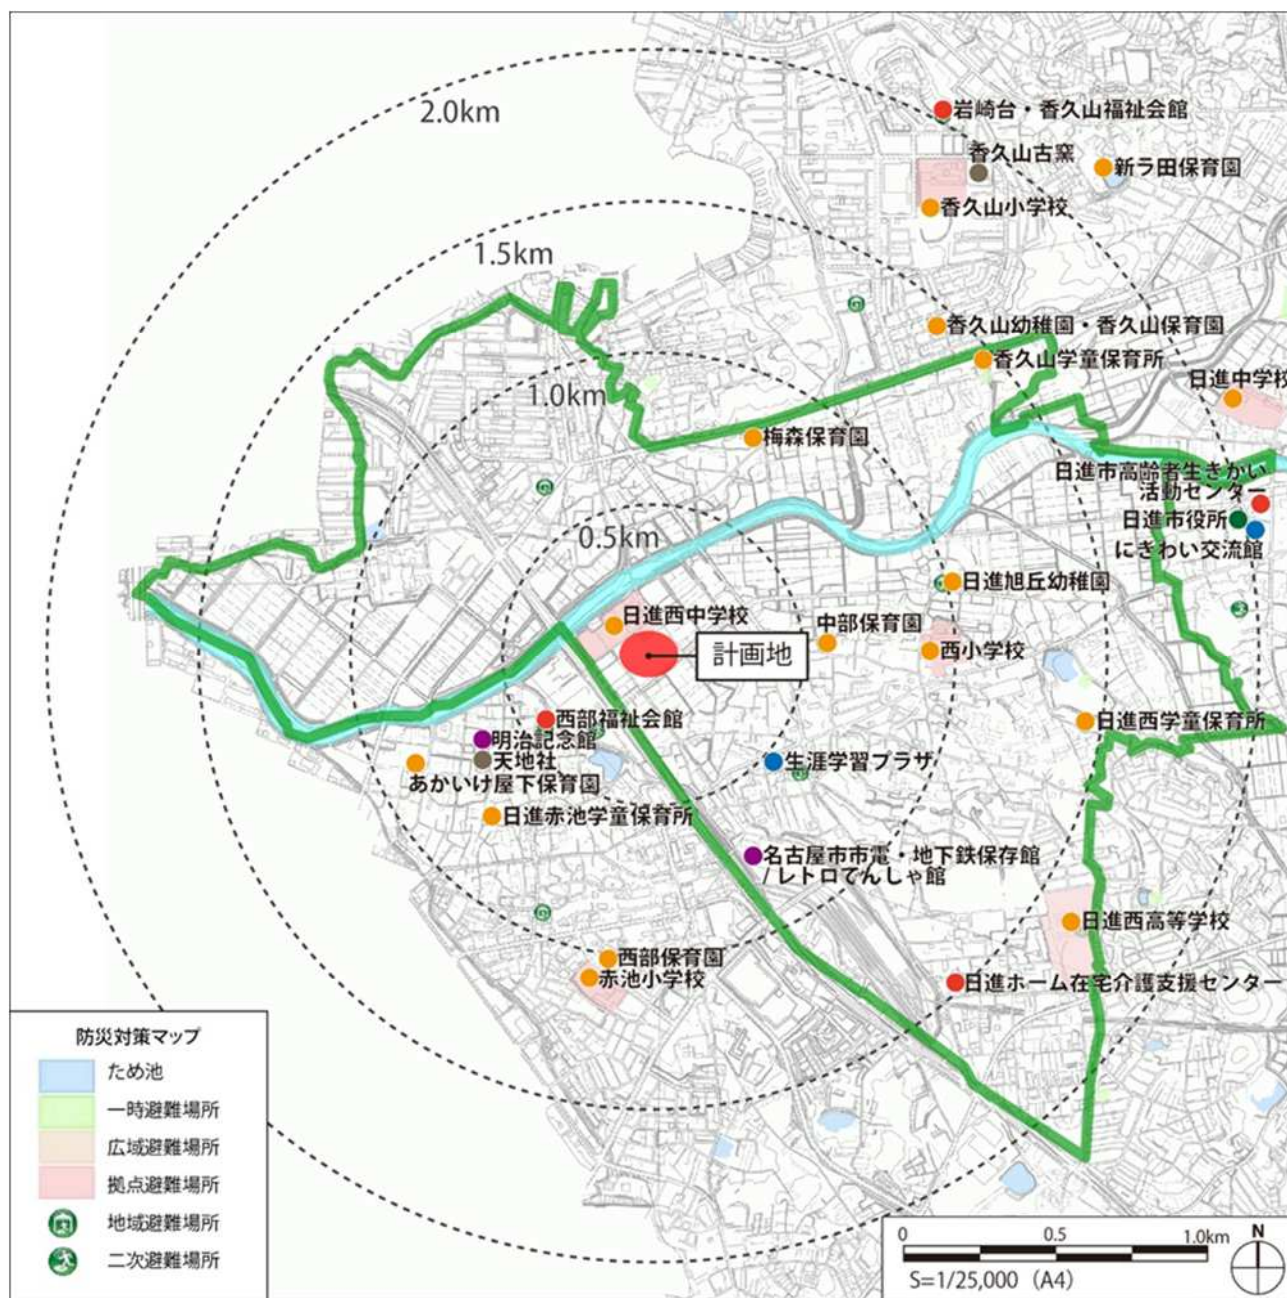 2.0km
岩崎台・香久山福祉会館
香久山古窯
新ラ田保育園
香久山小学校
1.5km
香久山幼稚園・香久山保育園
香久山学童保育所
日進中学校
1.0km
梅森保育園
日進市高齢者生きかい
活動センター
日進市役所
にぎわい交流館
0.5km
日進旭丘幼稚園
日進西中学校
中部保育園
西小学校
計画地
西部福祉会館
日進西学童保育所
明治記念館
天地社
あかいけ屋下保育園
生涯学習プラザ
日進赤池学童保育所
名古屋市市電・地下鉄保存館
/ レトロでんしゃ館
日進西高等学校
西部保育園
赤池小学校
日進ホーム在宅介護支援センター
防災対策マップ
ため池
一時避難場所
広域避難場所
拠点避難場所
地域避難場所
二次避難場所
0 0.5 1.0km
N
S=1/25,000（A4）